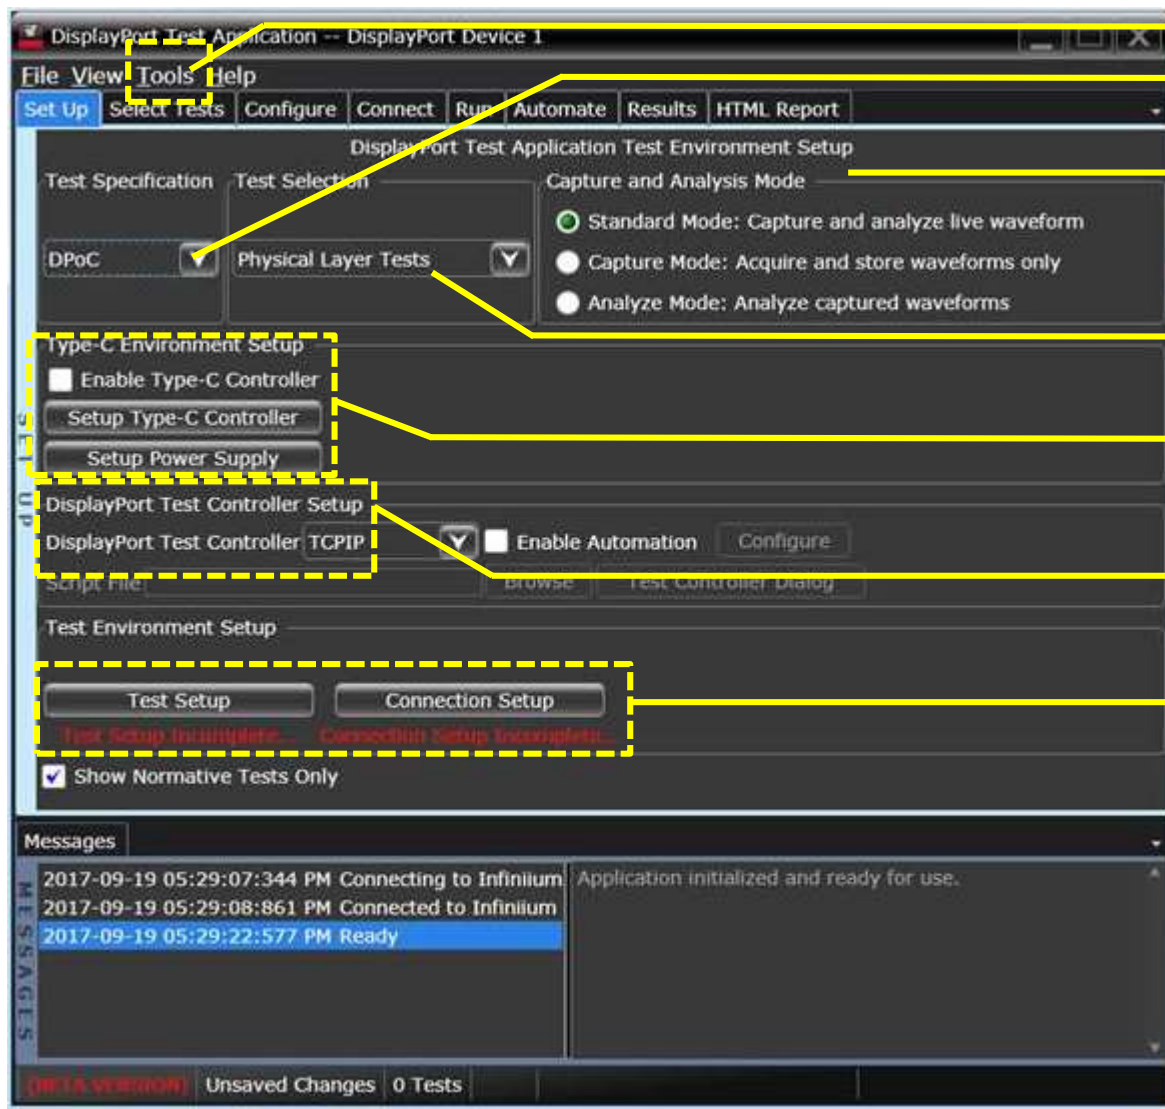 DisplayPort Test Application -- DisplayPort Device 1
File View Tools Help
Set Up Select Tests Configure Connect Run Automate Results HTML Report
DisplayPort Test Application Test Environment Setup
Test Specification Test Selection Capture and Analysis Mode
Standard Mode: Capture and analyze live waveform
DPoC Physical Layer Tests Capture Mode: Acquire and store waveforms only
Analyze Mode: Analyze captured waveforms
Type-C Environment Setup
Enable Type-C Controller
Setup Type-C Controller
Setup Power Supply
SET UP
DisplayPort Test Controller Setup
DisplayPort Test Controller TCPIP Enable Automation Configure
Script File Browse Test Controller Dialog
Test Environment Setup
Test Setup Connection Setup
Test Setup Incomplete... Connection Setup Incomplete...
Show Normative Tests Only
Messages
MESSAGES
2017-09-19 05:29:07:344 PM Connecting to Infiniium Application initialized and ready for use.
2017-09-19 05:29:08:861 PM Connected to Infiniium
2017-09-19 05:29:22:577 PM Ready
(BETA VERSION) Unsaved Changes 0 Tests